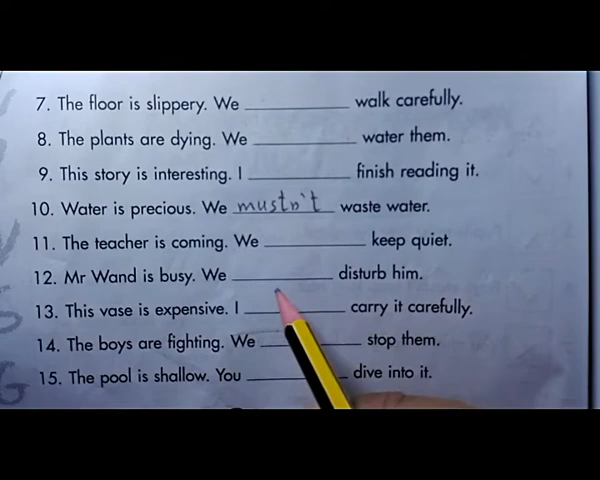 7. The floor is slippery. We __________ walk carefully.
8. The plants are dying. We __________ water them.
9. This story is interesting. I __________ finish reading it.
10. Water is precious. We mustn't waste water.
11. The teacher is coming. We __________ keep quiet.
12. Mr Wand is busy. We __________ disturb him.
13. This vase is expensive. I __________ carry it carefully.
14. The boys are fighting. We __________ stop them.
15. The pool is shallow. You __________ dive into it.